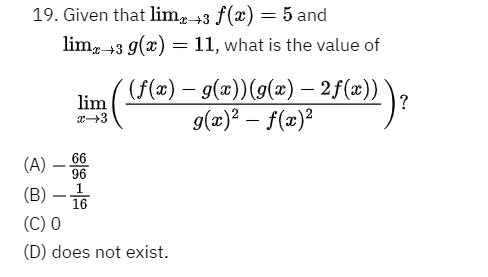 19. Given that lim_{x→3} f(x) = 5 and
lim_{x→3} g(x) = 11, what is the value of
lim_{x→3} ( (f(x) − g(x))(g(x) − 2f(x)) / g(x)² − f(x)² ) ?
(A) − 66/96
(B) − 1/16
(C) 0
(D) does not exist.